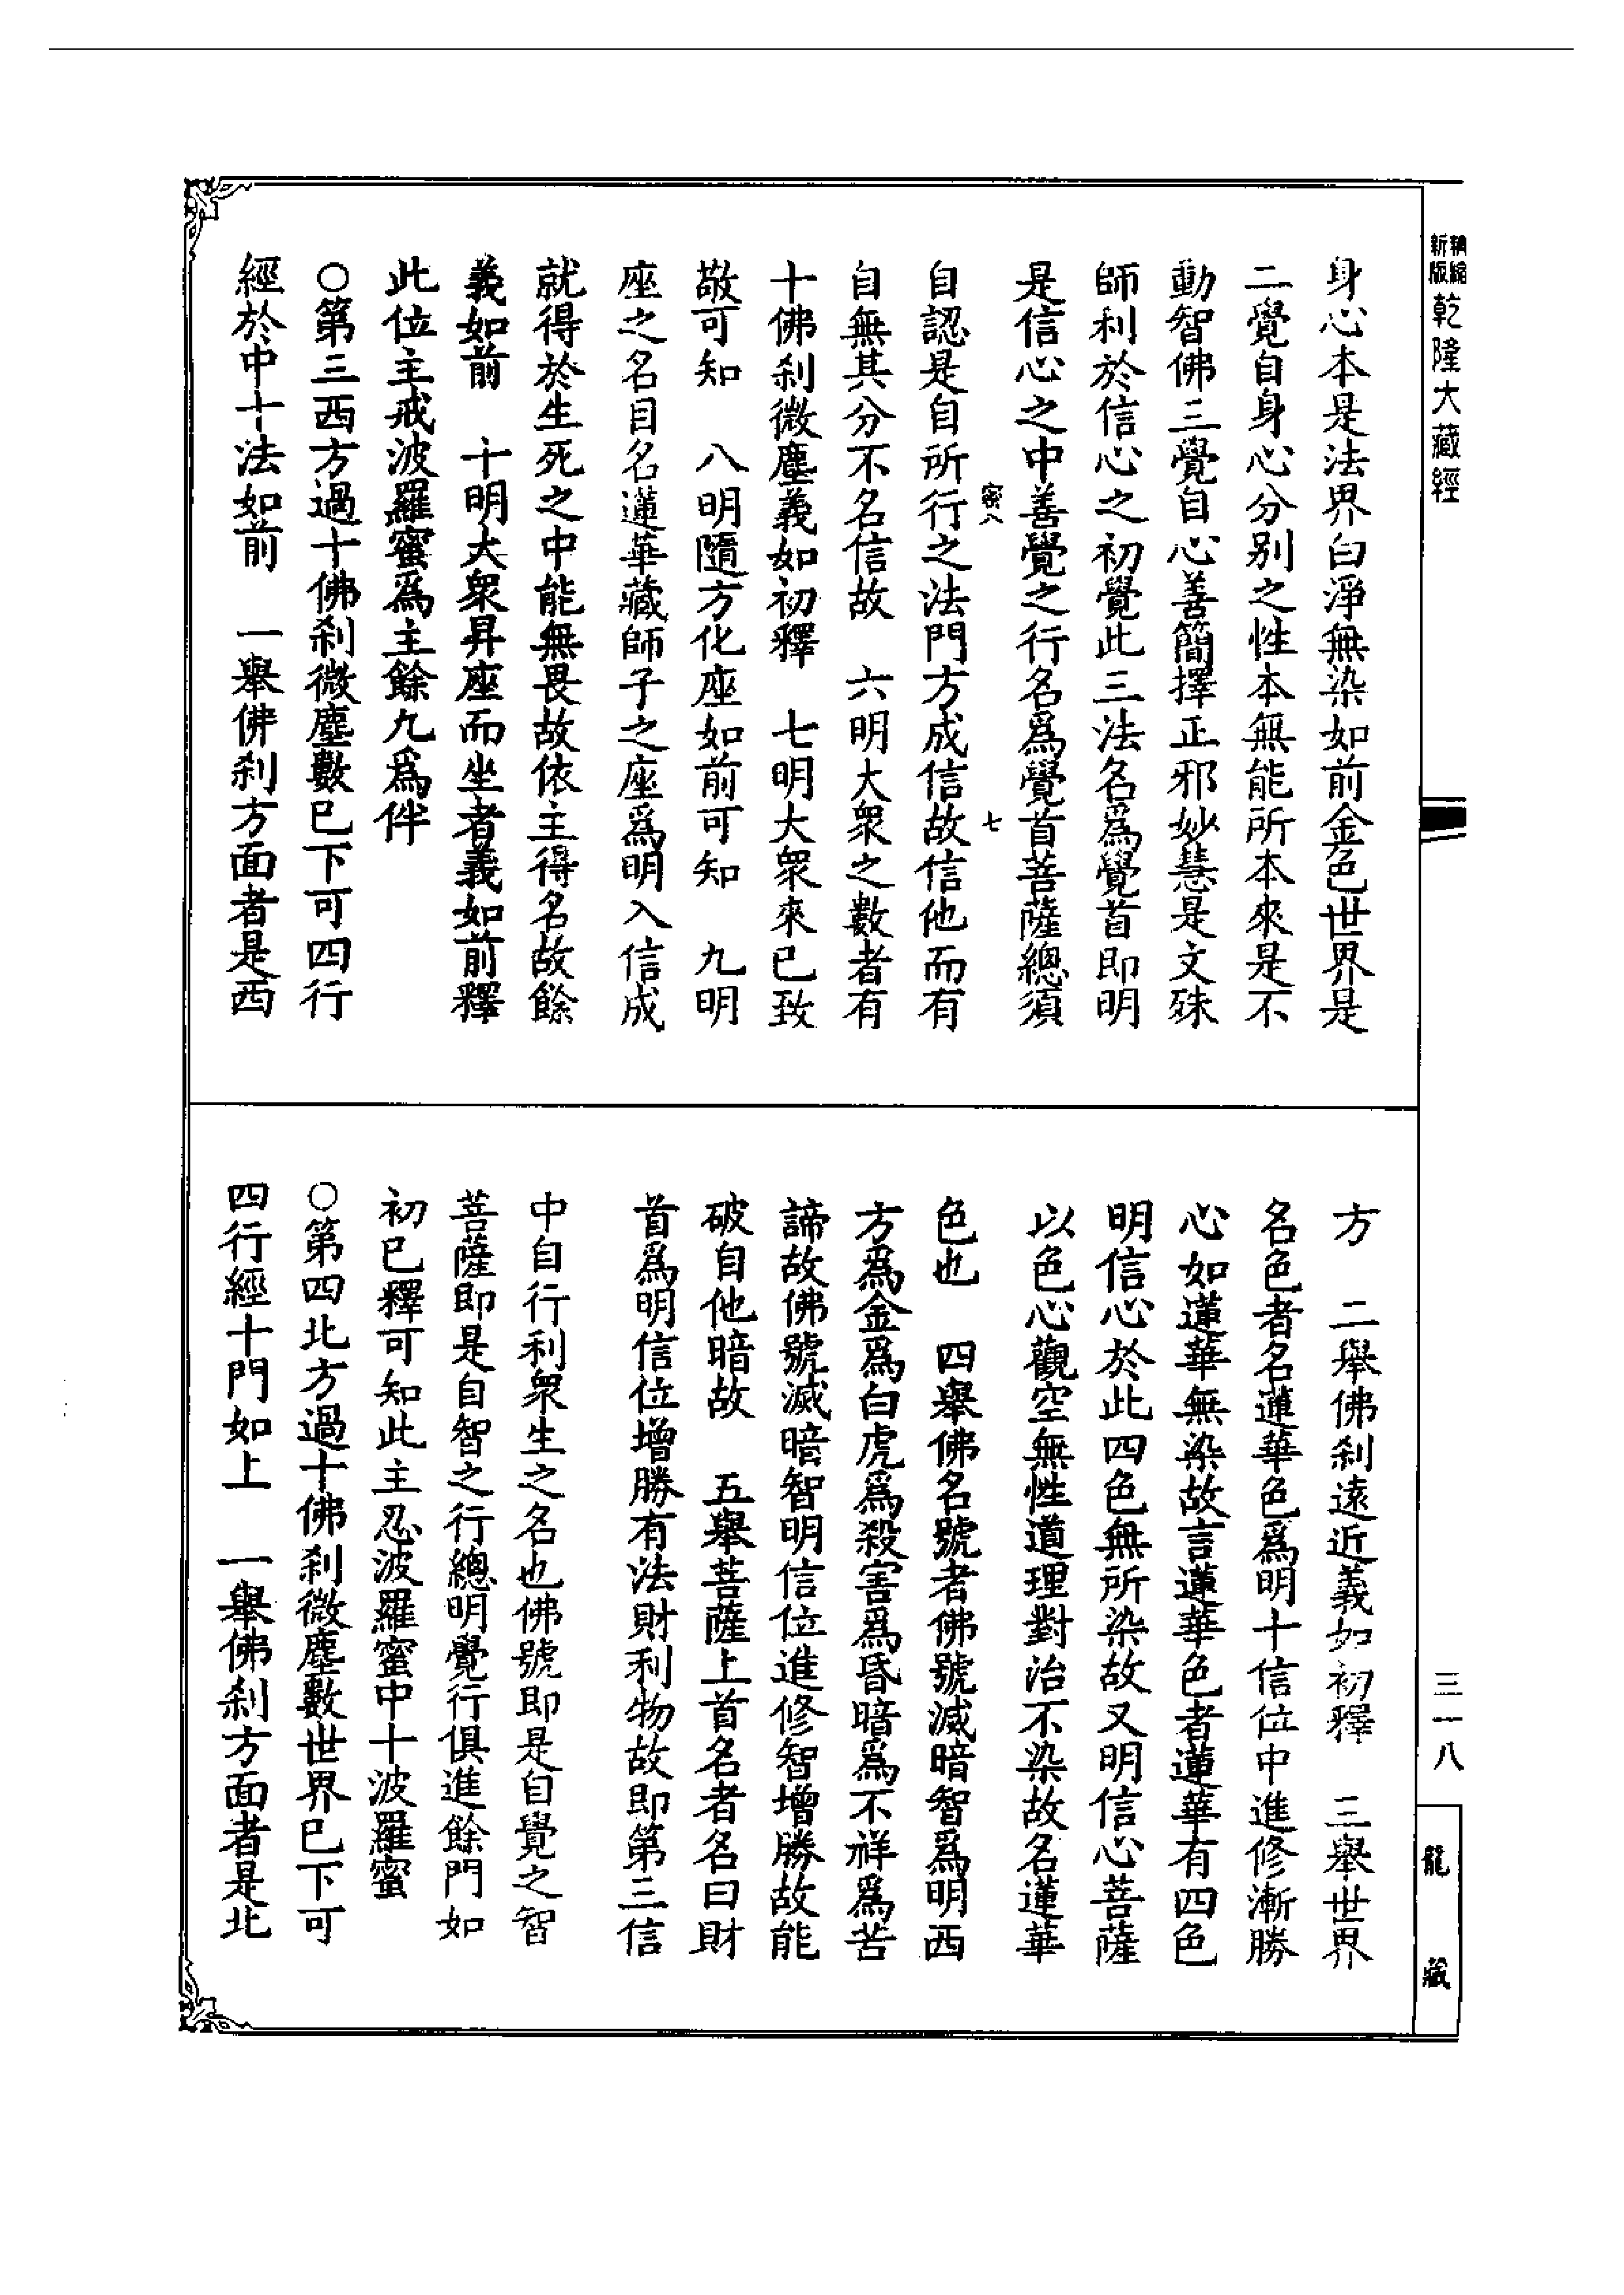 新版
精縮
乾隆大藏經
身心本是法界白淨無染如前金色世界是
二覺自身心分別之性本無能所本來是不
動智佛三覺自心善簡擇正邪妙慧是文殊
師利於信心之初覺此三法名爲覺首即明
是信心之中善覺之行名爲覺首菩薩總須
密八
七
自認是自所行之法門方成信故信他而有
自無其分不名信故　六明大衆之數者有
十佛刹微塵義如初釋　七明大衆來已致
敬可知　八明隨方化座如前可知　九明
座之名目名蓮華藏師子之座爲明入信成
就得於生死之中能無畏故依主得名故餘
義如前　十明大衆昇座而坐者義如前釋
此位主戒波羅蜜爲主餘九爲伴
○第三西方過十佛刹微塵數已下可四行
經於中十法如前　一舉佛刹方面者是西
方　二舉佛刹遠近義如初釋　三舉世界
名色者名蓮華色爲明十信位中進修漸勝
心如蓮華無染故言蓮華色者蓮華有四色
明信心於此四色無所染故又明信心菩薩
以色心觀空無性道理對治不染故名蓮華
色也　四舉佛名號者佛號滅暗智爲明西
方爲金爲白虎爲殺害爲昏暗爲不祥爲苦
諦故佛號滅暗智明信位進修智增勝故能
破自他暗故　五舉菩薩上首名者名曰財
首爲明信位增勝有法財利物故即第三信
中自行利衆生之名也佛號即是自覺之智
菩薩即是自智之行總明覺行俱進餘門如
初已釋可知此主忍波羅蜜中十波羅蜜
○第四北方過十佛刹微塵數世界已下可
四行經十門如上　一舉佛刹方面者是北
三一八
龍藏